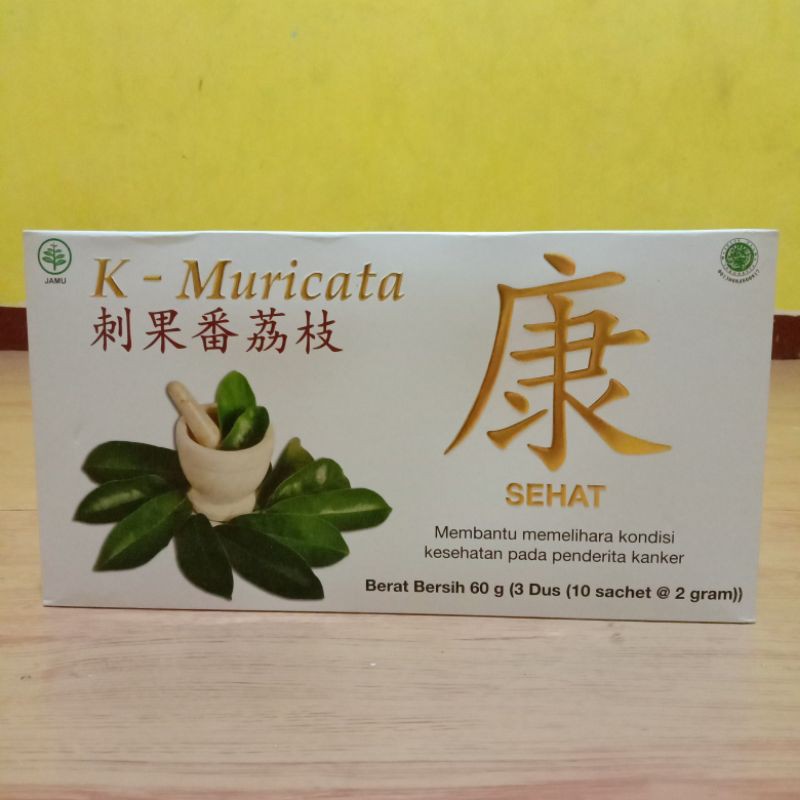 JAMU
K - Muricata
刺果番荔枝
康
SEHAT
Membantu memelihara kondisi
kesehatan pada penderita kanker
Berat Bersih 60 g (3 Dus (10 sachet @ 2 gram))